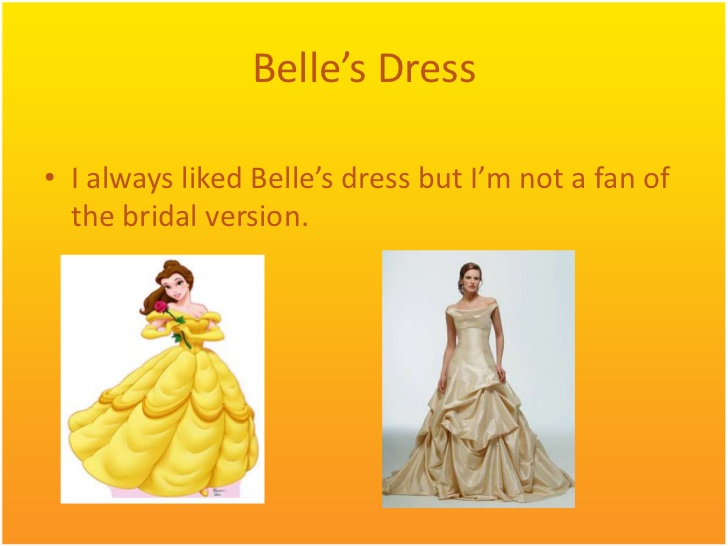 Belle’s Dress
• I always liked Belle’s dress but I’m not a fan of
the bridal version.